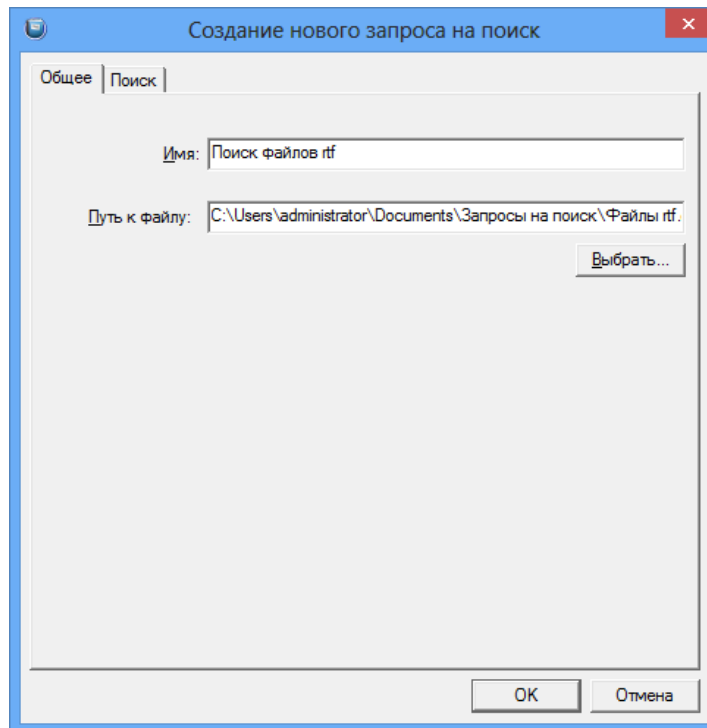 Создание нового запроса на поиск
Общее Поиск
Имя: Поиск файлов rtf
Путь к файлу: C:\Users\administrator\Documents\Запросы на поиск\Файлы rtf.
Выбрать...
OK Отмена